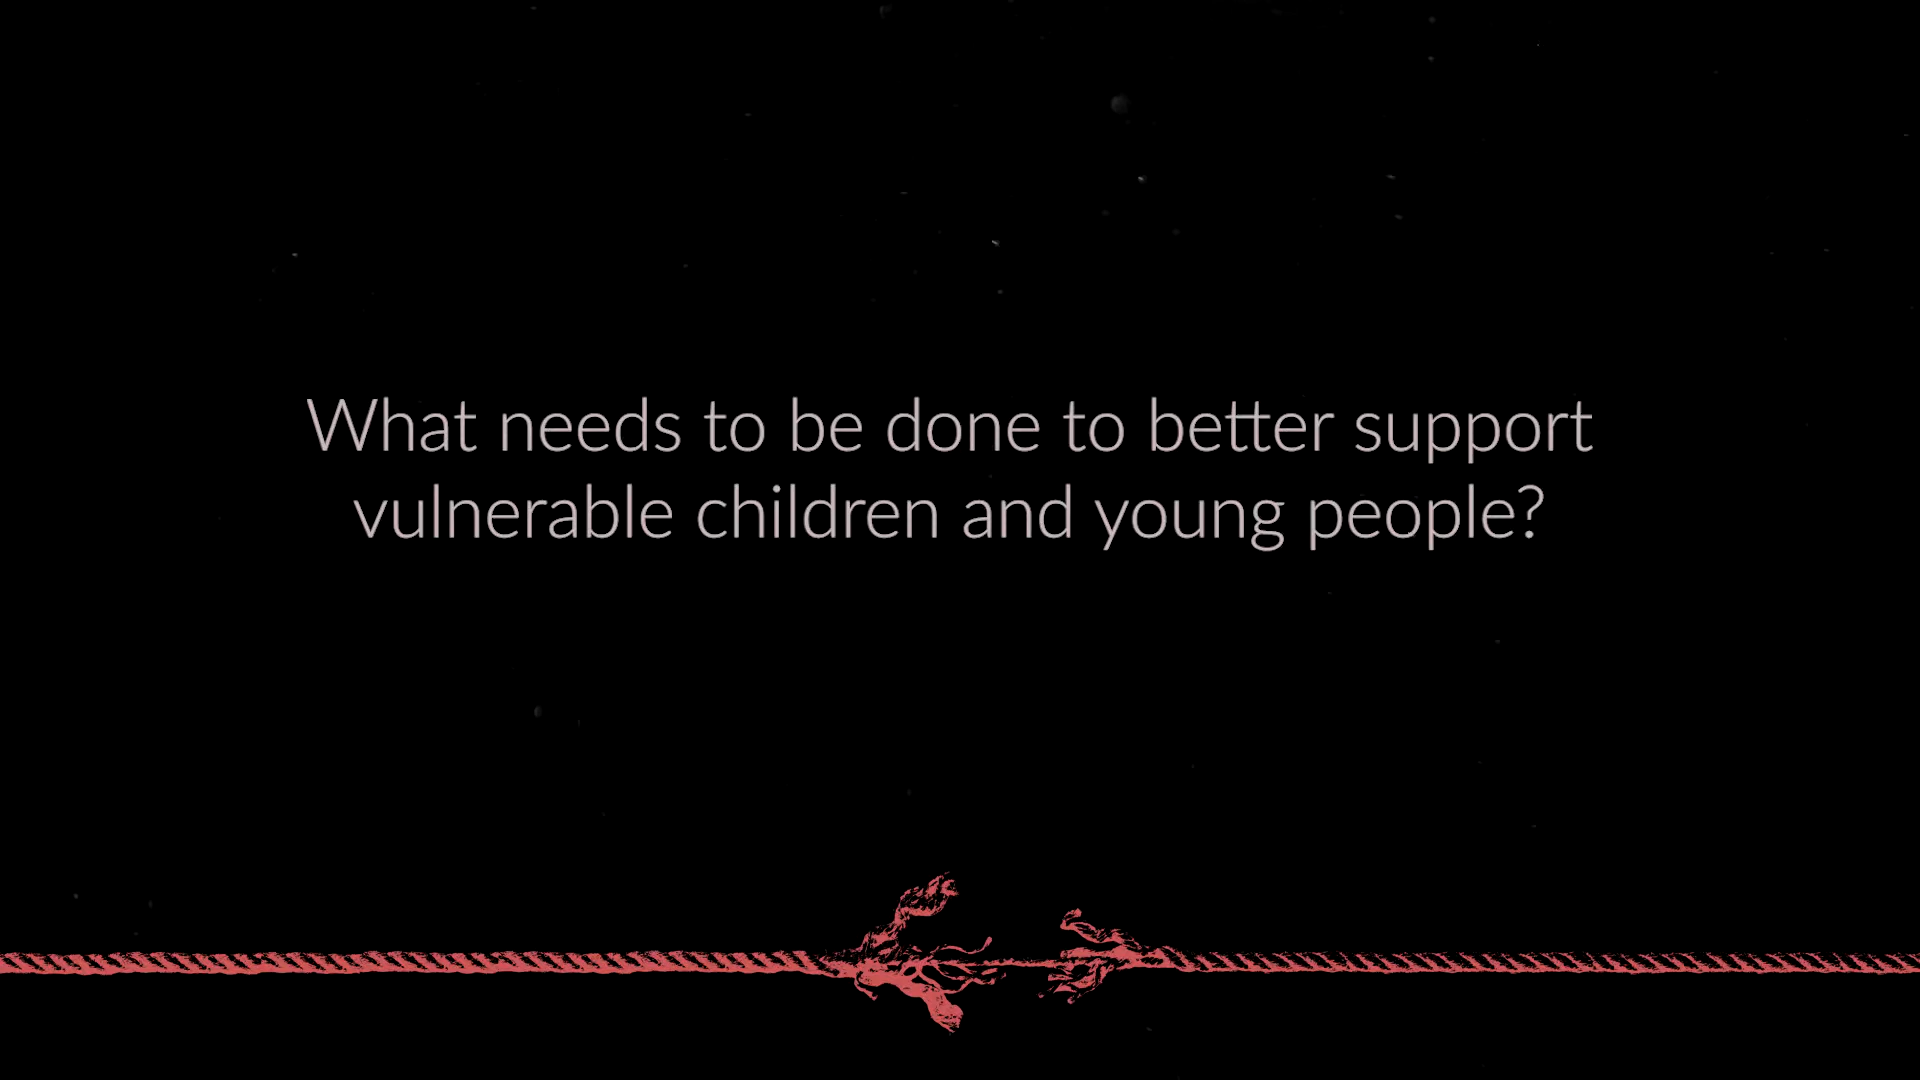 What needs to be done to better support
vulnerable children and young people?